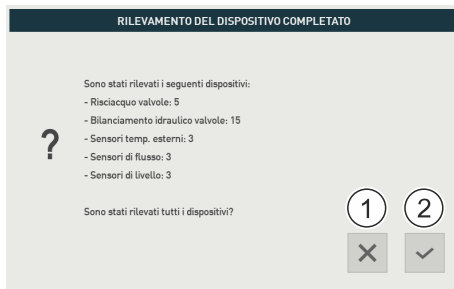 RILEVAMENTO DEL DISPOSITIVO COMPLETATO
Sono stati rilevati i seguenti dispositivi:
- Risciacquo valvole: 5
- Bilanciamento idraulico valvole: 15
- Sensori temp. esterni: 3
- Sensori di flusso: 3
- Sensori di livello: 3
?
Sono stati rilevati tutti i dispositivi?
1 2